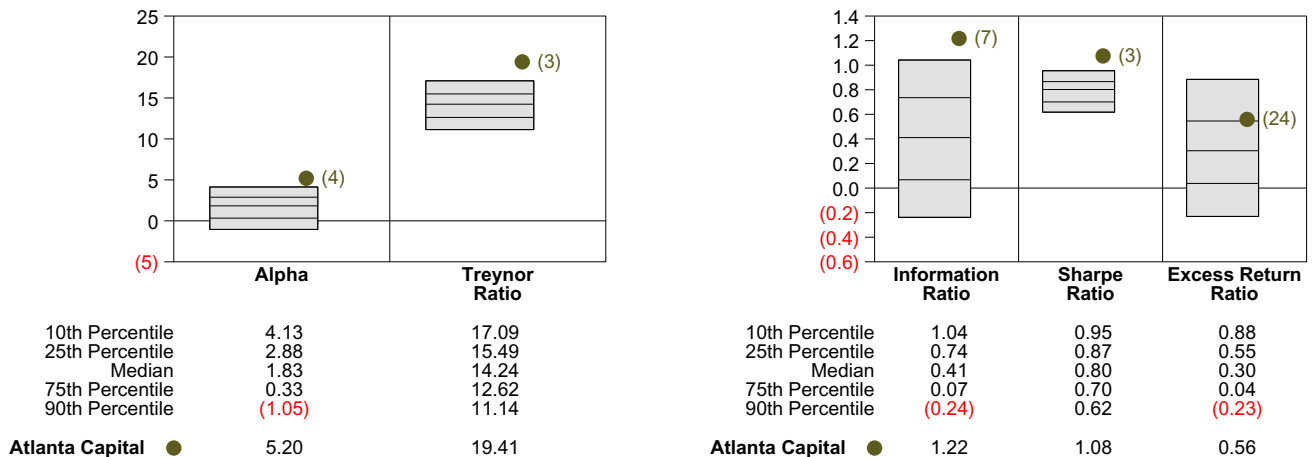 25
20
15
10
5
0
(5)
(4)
(3)
Alpha
Treynor
Ratio
10th Percentile 4.13 17.09
25th Percentile 2.88 15.49
Median 1.83 14.24
75th Percentile 0.33 12.62
90th Percentile (1.05) 11.14
Atlanta Capital 5.20 19.41
1.4
1.2
1.0
0.8
0.6
0.4
0.2
0.0
(0.2)
(0.4)
(0.6)
(7)
(3)
(24)
Information
Ratio
Sharpe
Ratio
Excess Return
Ratio
10th Percentile 1.04 0.95 0.88
25th Percentile 0.74 0.87 0.55
Median 0.41 0.80 0.30
75th Percentile 0.07 0.70 0.04
90th Percentile (0.24) 0.62 (0.23)
Atlanta Capital 1.22 1.08 0.56